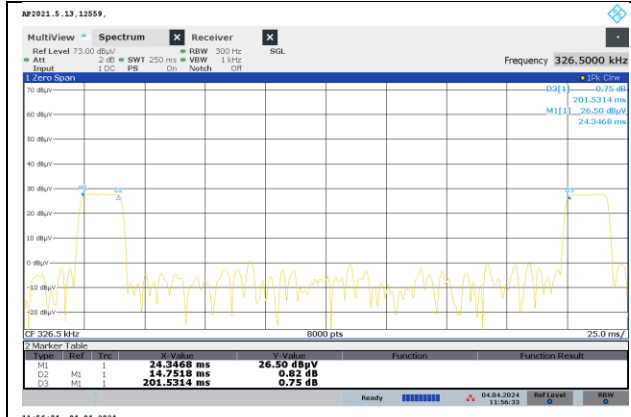 AP2021.5.13,12559,
MultiView Spectrum X Receiver X
Ref Level 73.00 dBµV RBW 300 Hz SGL
Att 2 dB SWT 250 ms VBW 1 kHz
Input 1 DC PS On Notch Off
Frequency 326.5000 kHz
1 Zero Span 1Pk Clrw
70 dBµV
D3[1] 0.75 dB
201.5314 ms
60 dBµV
M1[1] 26.50 dBµV
24.3468 ms
50 dBµV
40 dBµV
30 dBµV
M1 D2 D3
20 dBµV
10 dBµV
0 dBµV
-10 dBµV
-20 dBµV
CF 326.5 kHz 8000 pts 25.0 ms/
2 Marker Table
Type Ref Trc X-Value Y-Value Function Function Result
M1 1 24.3468 ms 26.50 dBµV
D2 M1 1 14.7518 ms 0.82 dB
D3 M1 1 201.5314 ms 0.75 dB
Ready 04.04.2024 11:56:33 Ref Level RBW